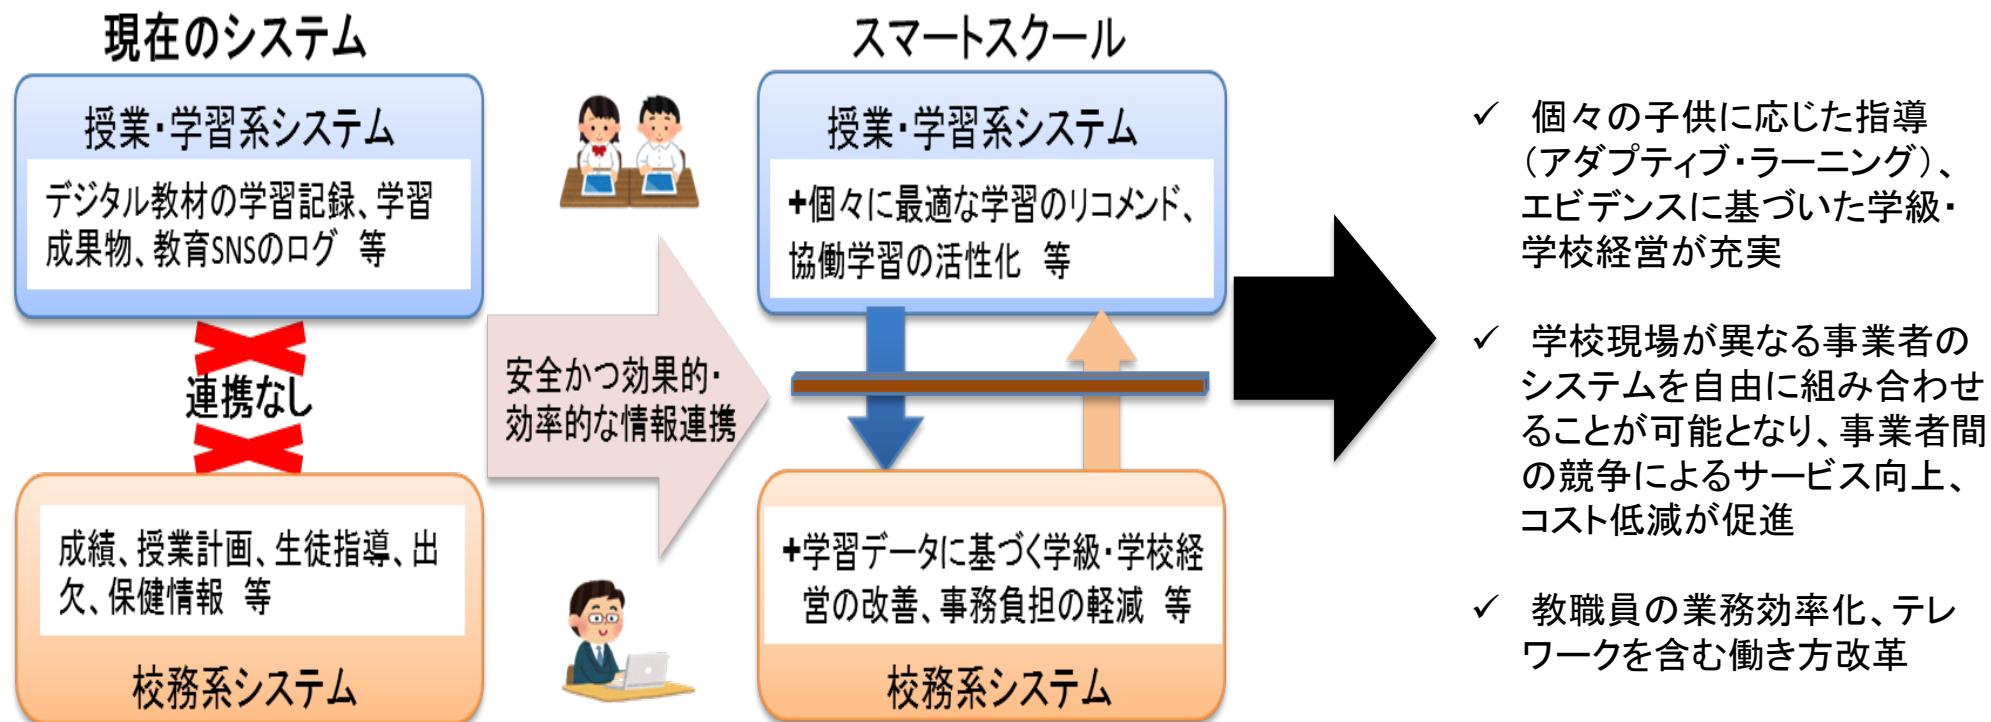 現在のシステム
授業・学習系システム
デジタル教材の学習記録、学習
成果物、教育SNSのログ　等
連携なし
成績、授業計画、生徒指導、出
欠、保健情報　等
校務系システム
安全かつ効果的・
効率的な情報連携
スマートスクール
授業・学習系システム
+個々に最適な学習のリコメンド、
協働学習の活性化　等
+学習データに基づく学級・学校経
営の改善、事務負担の軽減　等
校務系システム
✓ 個々の子供に応じた指導
（アダプティブ・ラーニング）、
エビデンスに基づいた学級・
学校経営が充実
✓ 学校現場が異なる事業者の
システムを自由に組み合わせ
ることが可能となり、事業者間
の競争によるサービス向上、
コスト低減が促進
✓ 教職員の業務効率化、テレ
ワークを含む働き方改革